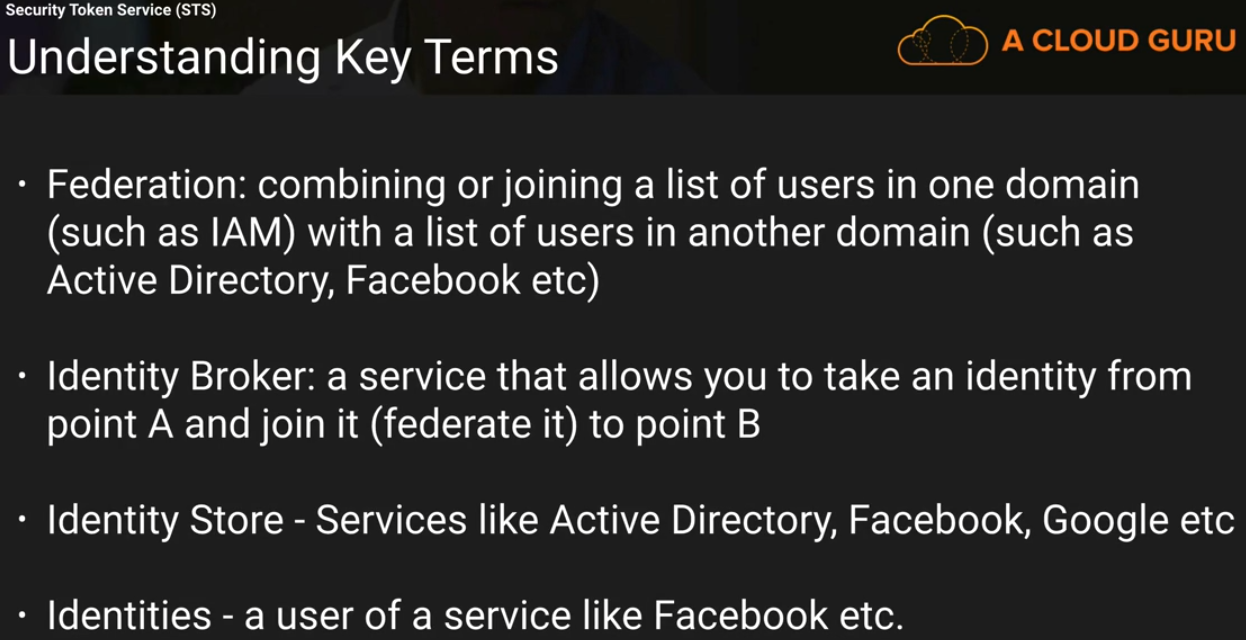 Security Token Service (STS)
Understanding Key Terms
A CLOUD GURU
· Federation: combining or joining a list of users in one domain
(such as IAM) with a list of users in another domain (such as
Active Directory, Facebook etc)
· Identity Broker: a service that allows you to take an identity from
point A and join it (federate it) to point B
· Identity Store - Services like Active Directory, Facebook, Google etc
· Identities - a user of a service like Facebook etc.